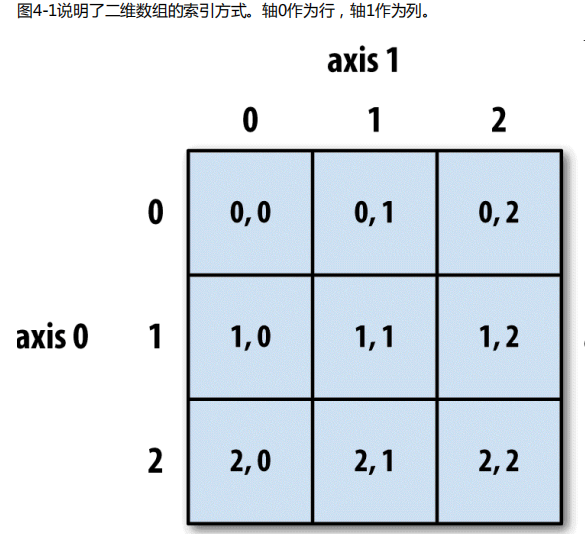 图4-1说明了二维数组的索引方式。轴0作为行，轴1作为列。
axis 1
0 1 2
0 0, 0 0, 1 0, 2
axis 0 1 1, 0 1, 1 1, 2
2 2, 0 2, 1 2, 2